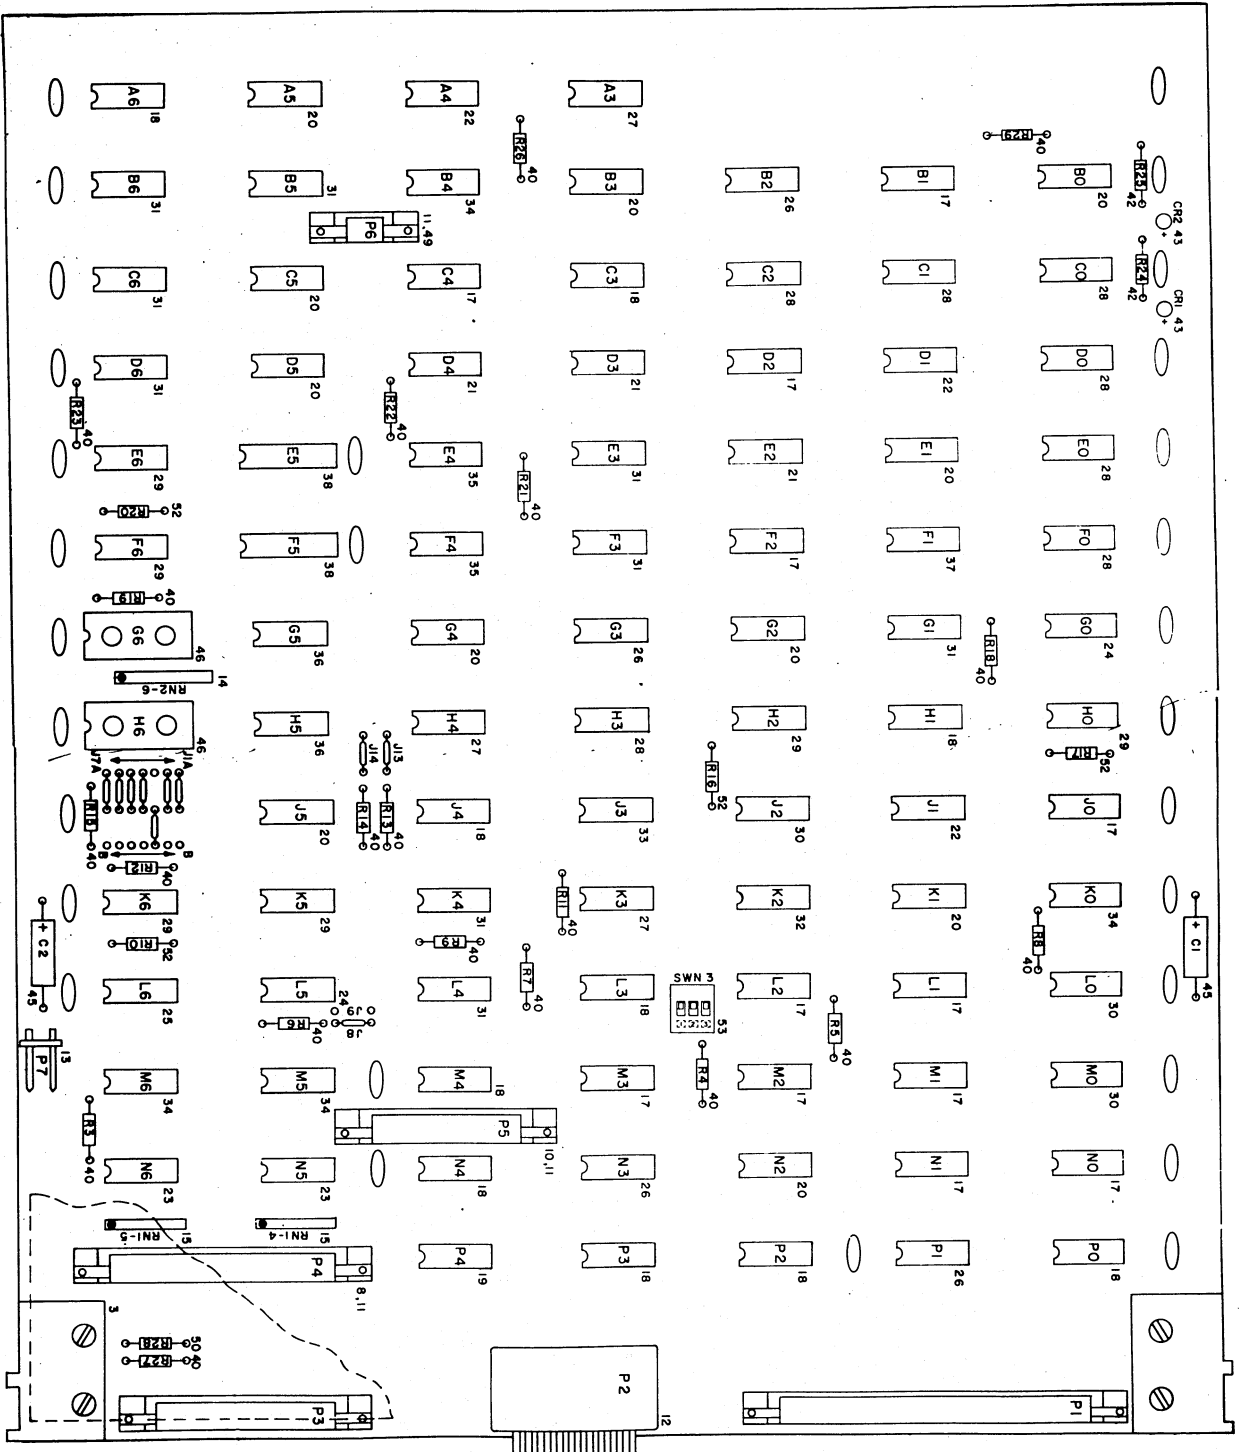 A6 18
A5 20
A4 22
A3 27
R26 40
R29 40
R25 42
B6 31
B5 31
B4 34
B3 20
B2 26
B1 17
B0 20
CR2 43
P6 11,49
R24 42
CR1 43
C6 31
C5 20
C4 17
C3 18
C2 28
C1 28
C0 28
D6 31
D5 20
D4 21
D3 21
D2 17
D1 22
D0 28
R23 40
R22 40
E6 29
E5 38
E4 35
E3 31
E2 21
E1 20
E0 28
R21 40
R20 52
F6 29
F5 38
F4 35
F3 31
F2 17
F1 37
F0 28
R19 40
G6 46
G5 36
G4 20
G3 26
G2 20
G1 31
G0 24
R18 40
RN2-6 14
H6 46
H5 36
H4 27
H3 28
H2 29
H1 18
H0 29
J7A J1A
J14 J13
R17 52
R16 52
R15 40
R14 40
R13 40
J5 20
J4 18
J3 33
J2 30
J1 22
J0 17
B B
R12 40
K6 29
K5 29
K4 31
K3 27
K2 32
K1 20
K0 34
R11 40
+ C2 45
R10 52
R9 40
R8 40
+ C1 45
R7 40
L6 25
L5 24
L4 31
L3 18
SWN 3
53
L2 17
L1 17
L0 30
J9
J8
R6 40
R5 40
P7 13
R4 40
M6 34
M5 34
M4 18
M3 17
M2 17
M1 17
M0 30
R3 40
P5 10,11
N6 23
N5 23
N4 18
N3 26
N2 20
N1 17
N0 17
RN1-5 15
RN1-4 15
P4 8,11
P4 19
P3 18
P2 18
P1 26
P0 18
3
R28 50
R27 40
P3
P2 12
P1